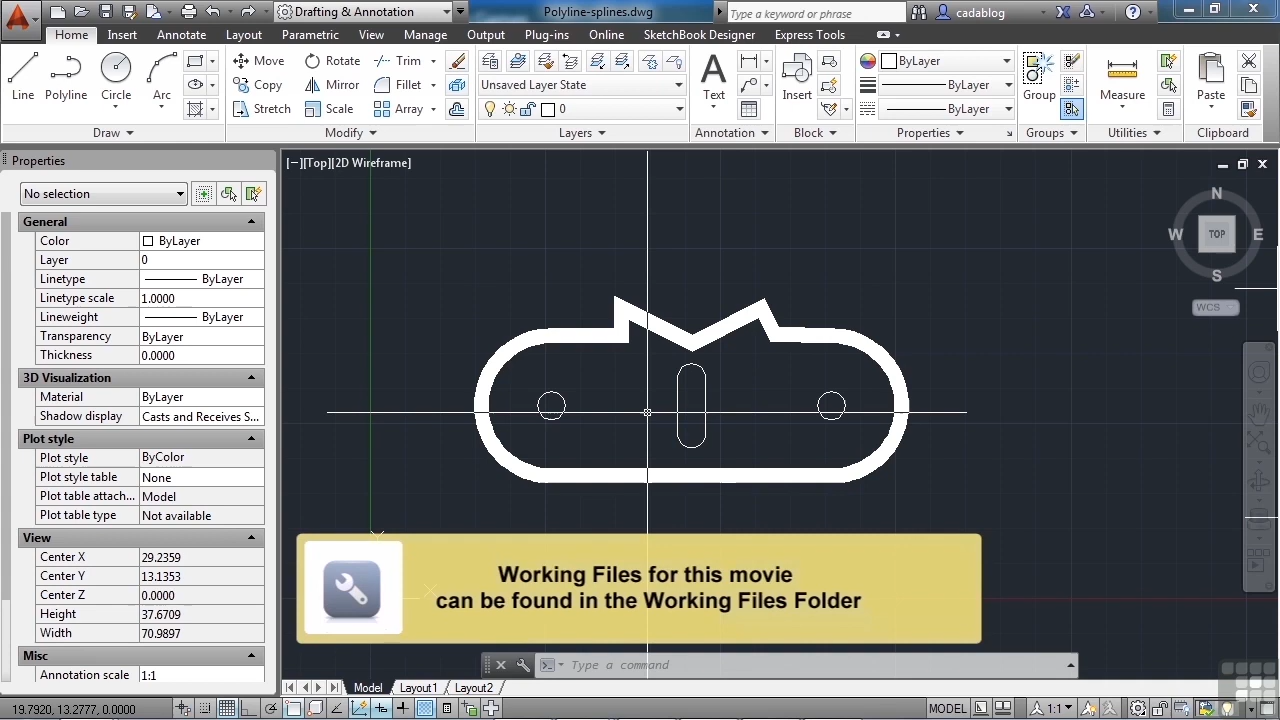 Drafting & Annotation
Polyline-splines.dwg
Type a keyword or phrase
cadablog
Home Insert Annotate Layout Parametric View Manage Output Plug-ins Online SketchBook Designer Express Tools
Line Polyline Circle Arc
Move Rotate Trim
Copy Mirror Fillet
Stretch Scale Array
Unsaved Layer State
0
Text
Insert
ByLayer
ByLayer
ByLayer
Group
Measure
Paste
Draw Modify Layers Annotation Block Properties Groups Utilities Clipboard
Properties
No selection
General
Color ByLayer
Layer 0
Linetype ByLayer
Linetype scale 1.0000
Lineweight ByLayer
Transparency ByLayer
Thickness 0.0000
3D Visualization
Material ByLayer
Shadow display Casts and Receives S...
Plot style
Plot style ByColor
Plot style table None
Plot table attach... Model
Plot table type Not available
View
Center X 29.2359
Center Y 13.1353
Center Z 0.0000
Height 37.6709
Width 70.9897
Misc
Annotation scale 1:1
[−][Top][2D Wireframe]
N
W TOP E
S
WCS
Working Files for this movie
can be found in the Working Files Folder
Type a command
Model Layout1 Layout2
19.7920, 13.2777, 0.0000
MODEL
1:1